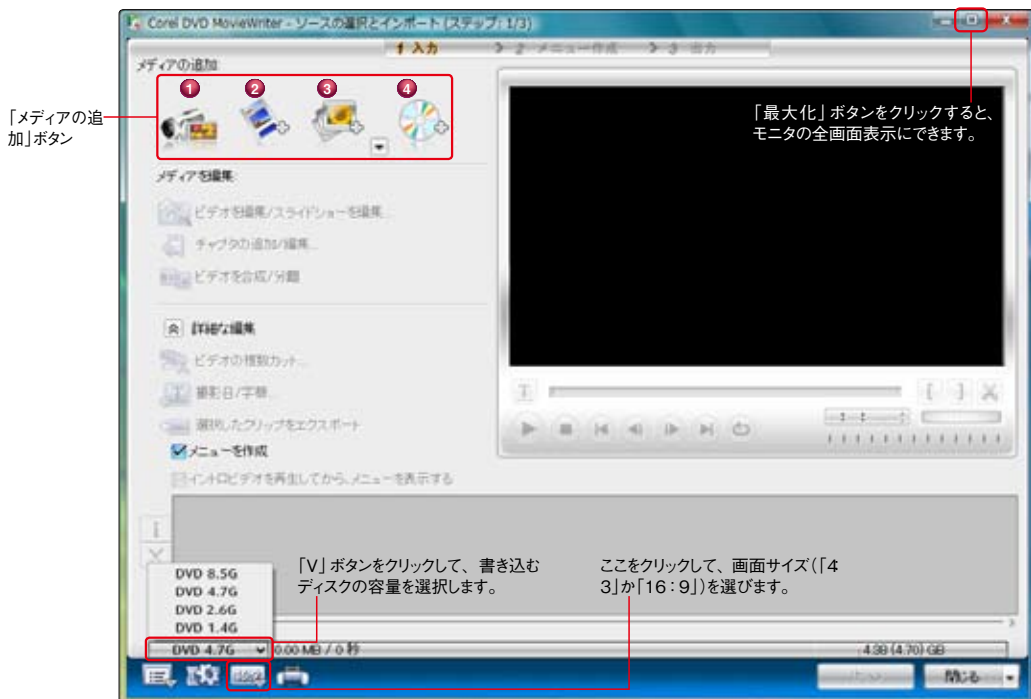 Corel DVD MovieWriter - ソースの選択とインポート (ステップ: 1/3)
1 入力 > 2 メニュー作成 > 3 出力
メディアの追加
1 2 3 4
「メディアの追
加」ボタン
「最大化」ボタンをクリックすると、
モニタの全画面表示にできます。
メディアを編集
ビデオを編集/スライドショーを編集...
チャプタの追加/編集...
ビデオを合成/分離
詳細な編集
ビデオの複数カット...
撮影日/字幕...
選択したクリップをエクスポート
メニューを作成
イントロビデオを再生してから、メニューを表示する
「V」ボタンをクリックして、書き込む
ディスクの容量を選択します。
ここをクリックして、画面サイズ(「4
3」か「16:9」)を選びます。
DVD 8.5G
DVD 4.7G
DVD 2.6G
DVD 1.4G
DVD 4.7G
0.00 MB / 0 秒
4.38 (4.70) GB
閉じる